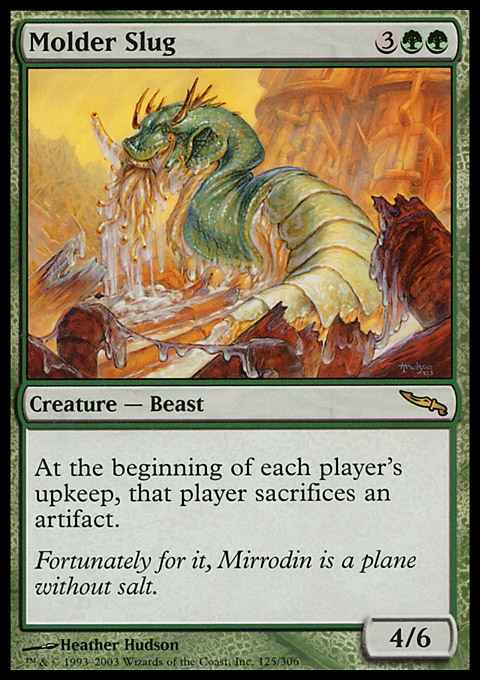 Molder Slug 3
Creature — Beast
At the beginning of each player's
upkeep, that player sacrifices an
artifact.
Fortunately for it, Mirrodin is a plane
without salt.
Heather Hudson
4/6
™ & © 1993–2003 Wizards of the Coast, Inc. 125/306